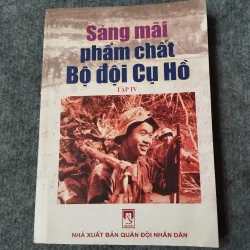 Sáng mãi
phẩm chất
Bộ đội Cụ Hồ
TẬP IV
NHÀ XUẤT BẢN QUÂN ĐỘI NHÂN DÂN